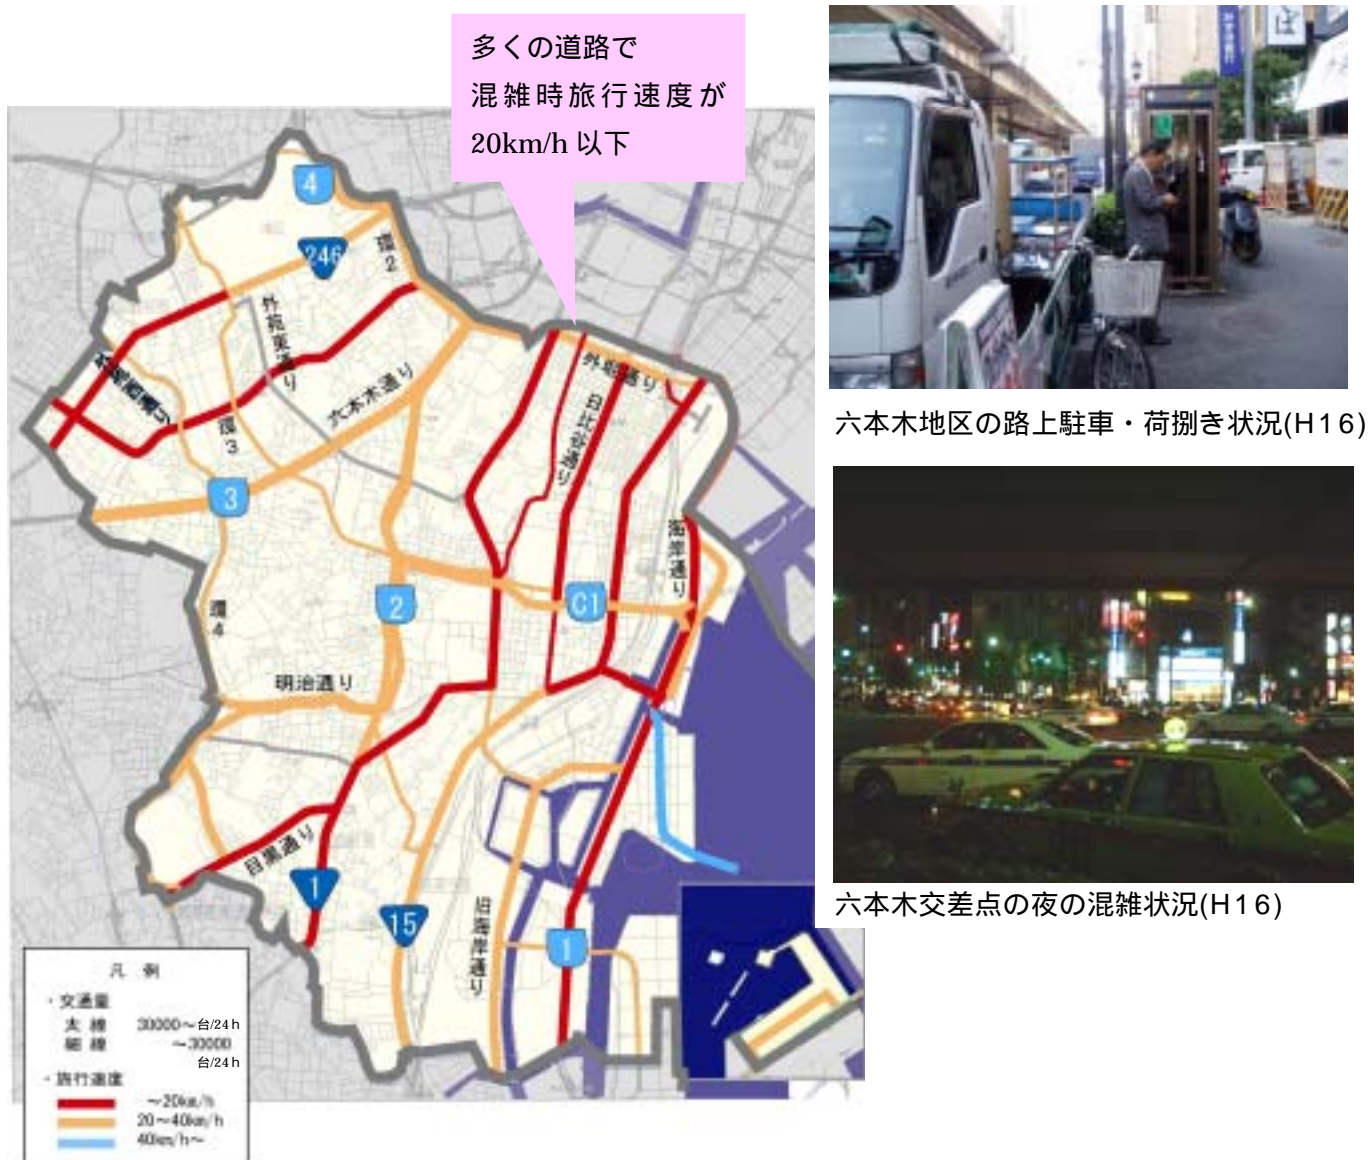 多くの道路で
混雑時旅行速度が
20km/h 以下
4
246
環2
外苑東通り
外苑西通り
環3
六本木通り
外堀通り
日比谷通り
海岸通り
3
2
C1
環4
明治通り
目黒通り
1
15
旧海岸通り
1
凡 例
・交通量
太 線 30000～台/24h
細 線 ～30000
台/24h
・旅行速度
～20km/h
20～40km/h
40km/h～
六本木地区の路上駐車・荷捌き状況(H16)
六本木交差点の夜の混雑状況(H16)